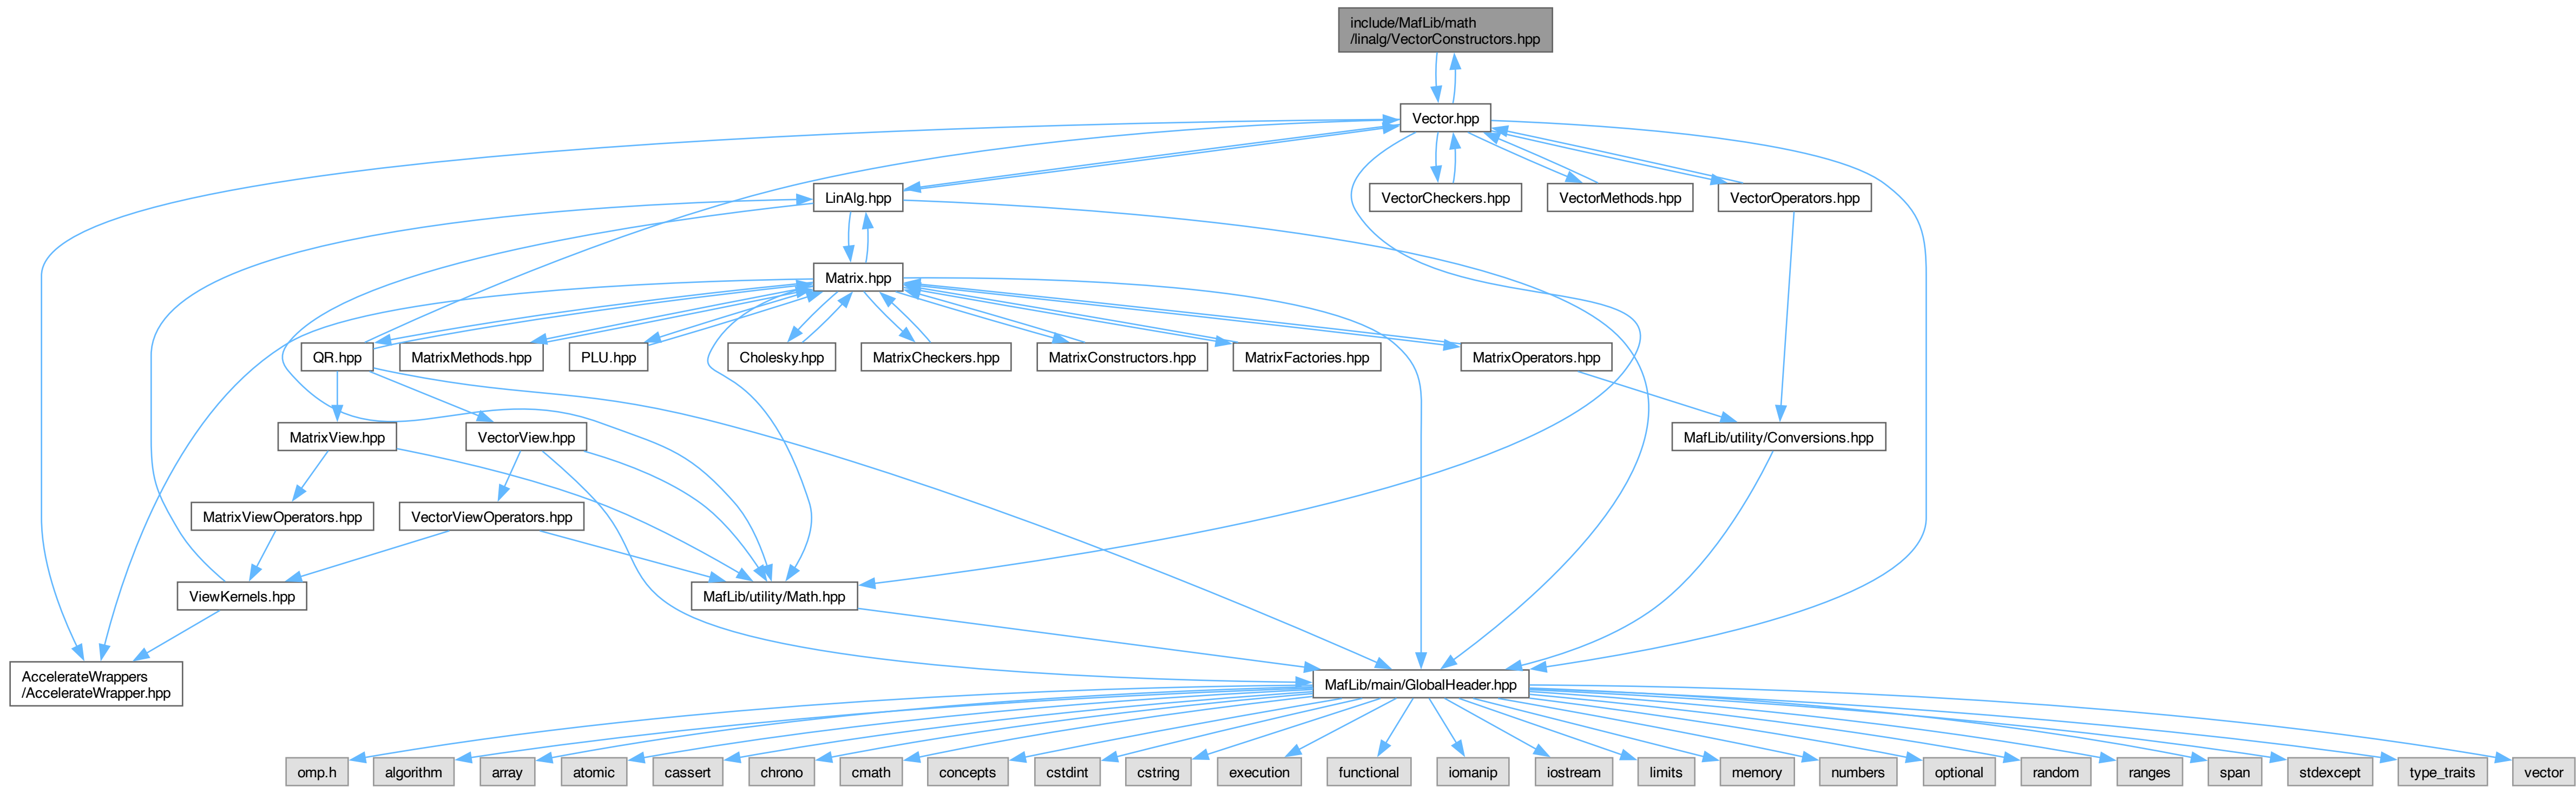 include/MafLib/math
/linalg/VectorConstructors.hpp
Vector.hpp
LinAlg.hpp
VectorCheckers.hpp
VectorMethods.hpp
VectorOperators.hpp
Matrix.hpp
QR.hpp
MatrixMethods.hpp
PLU.hpp
Cholesky.hpp
MatrixCheckers.hpp
MatrixConstructors.hpp
MatrixFactories.hpp
MatrixOperators.hpp
MatrixView.hpp
VectorView.hpp
MafLib/utility/Conversions.hpp
MatrixViewOperators.hpp
VectorViewOperators.hpp
ViewKernels.hpp
MafLib/utility/Math.hpp
AccelerateWrappers
/AccelerateWrapper.hpp
MafLib/main/GlobalHeader.hpp
omp.h
algorithm
array
atomic
cassert
chrono
cmath
concepts
cstdint
cstring
execution
functional
iomanip
iostream
limits
memory
numbers
optional
random
ranges
span
stdexcept
type_traits
vector